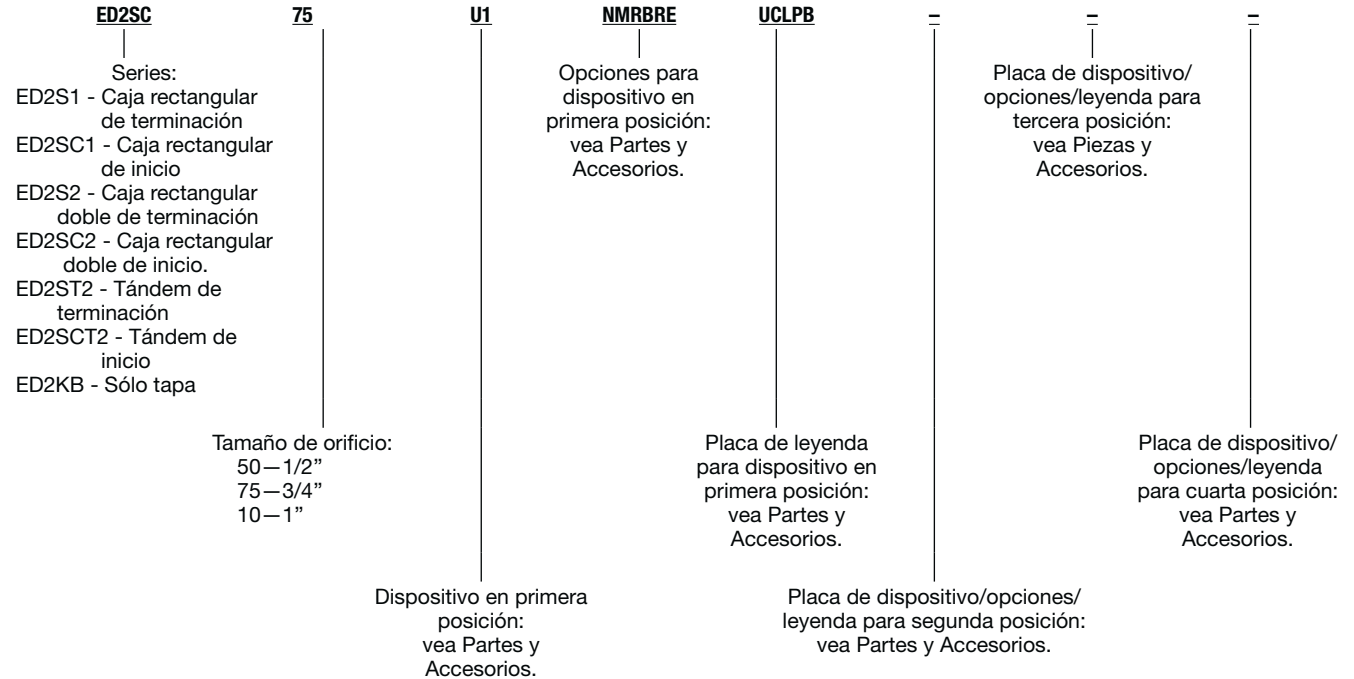 ED2SC 75 U1 NMRBRE UCLPB – – –
Series:
ED2S1 - Caja rectangular
de terminación
ED2SC1 - Caja rectangular
de inicio
ED2S2 - Caja rectangular
doble de terminación
ED2SC2 - Caja rectangular
doble de inicio.
ED2ST2 - Tándem de
terminación
ED2SCT2 - Tándem de
inicio
ED2KB - Sólo tapa
Opciones para
dispositivo en
primera posición:
vea Partes y
Accesorios.
Placa de dispositivo/
opciones/leyenda para
tercera posición:
vea Piezas y
Accesorios.
Tamaño de orificio:
50—1/2”
75—3/4”
10—1”
Placa de leyenda
para dispositivo en
primera posición:
vea Partes y
Accesorios.
Placa de dispositivo/
opciones/leyenda
para cuarta posición:
vea Partes y
Accesorios.
Dispositivo en primera
posición:
vea Partes y
Accesorios.
Placa de dispositivo/opciones/
leyenda para segunda posición:
vea Partes y Accesorios.